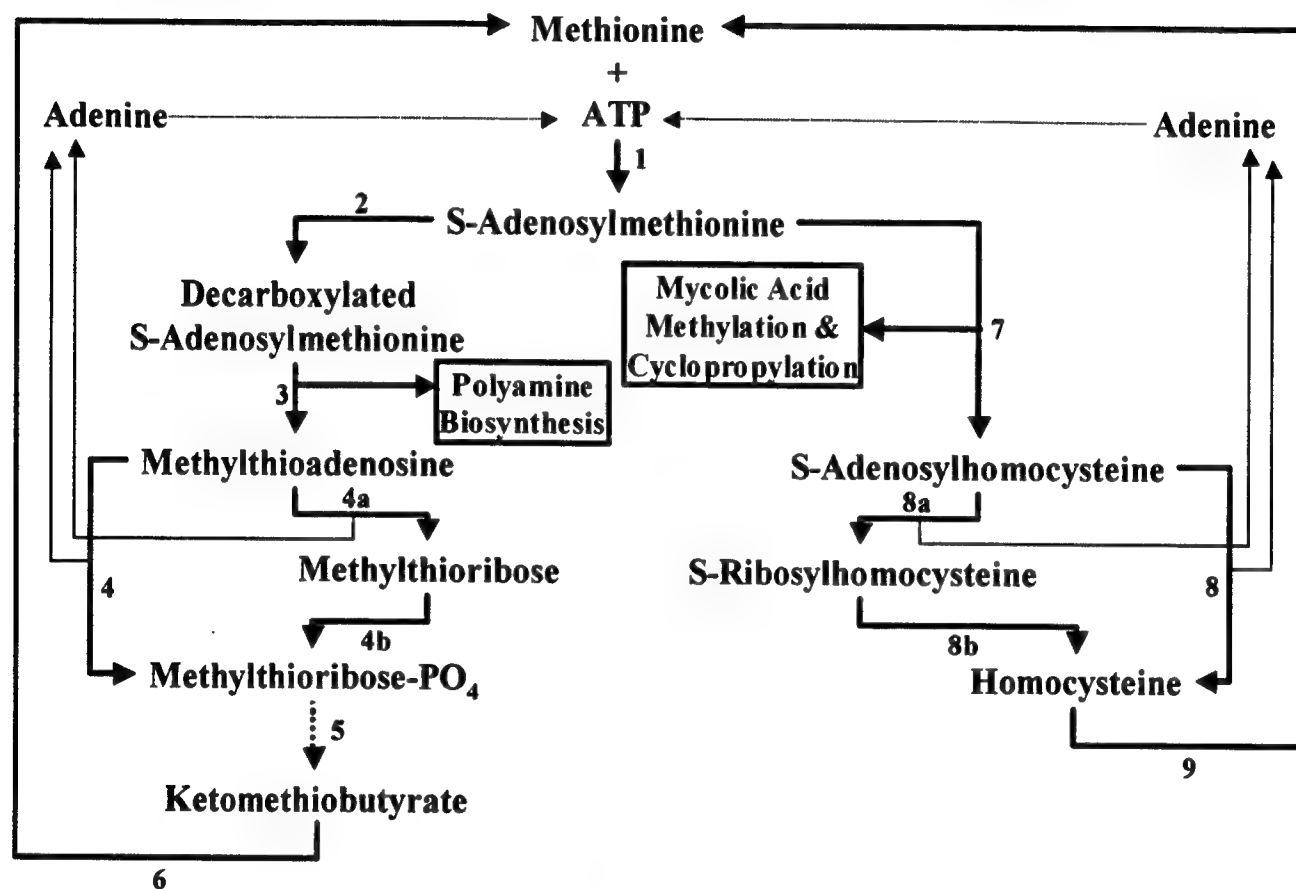 Methionine
+
Adenine
ATP
Adenine
1
2
S-Adenosylmethionine
Decarboxylated
S-Adenosylmethionine
Mycolic Acid
Methylation &
Cyclopropylation
7
3
Polyamine
Biosynthesis
Methylthioadenosine
S-Adenosylhomocysteine
4a
8a
Methylthioribose
S-Ribosylhomocysteine
4
8
4b
8b
Methylthioribose-PO₄
Homocysteine
5
9
Ketomethiobutyrate
6